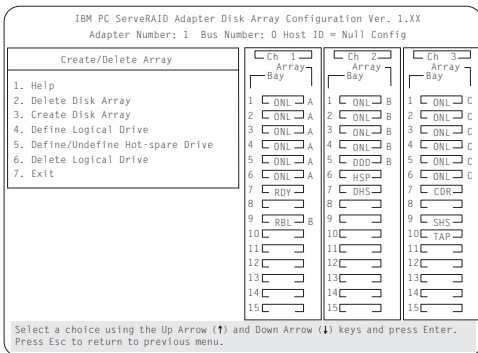 IBM PC ServeRAID Adapter Disk Array Configuration Ver. 1.XX
Adapter Number: 1 Bus Number: 0 Host ID = Null Config
Create/Delete Array
1. Help
2. Delete Disk Array
3. Create Disk Array
4. Define Logical Drive
5. Define/Undefine Hot-spare Drive
6. Delete Logical Drive
7. Exit
Ch 1
Array
Bay
1 ONL A
2 ONL A
3 ONL A
4 ONL A
5 ONL A
6 ONL A
7 RDY
8
9 RBL B
10
11
12
13
14
15
Ch 2
Array
Bay
1 ONL B
2 ONL B
3 ONL B
4 ONL B
5 DDD B
6 HSP
7 DHS
8
9
10
11
12
13
14
15
Ch 3
Array
Bay
1 ONL C
2 ONL C
3 ONL C
4 ONL C
5 ONL C
6 ONL C
7 CDR
8
9 SHS
10 TAP
11
12
13
14
15
Select a choice using the Up Arrow (↑) and Down Arrow (↓) keys and press Enter.
Press Esc to return to previous menu.